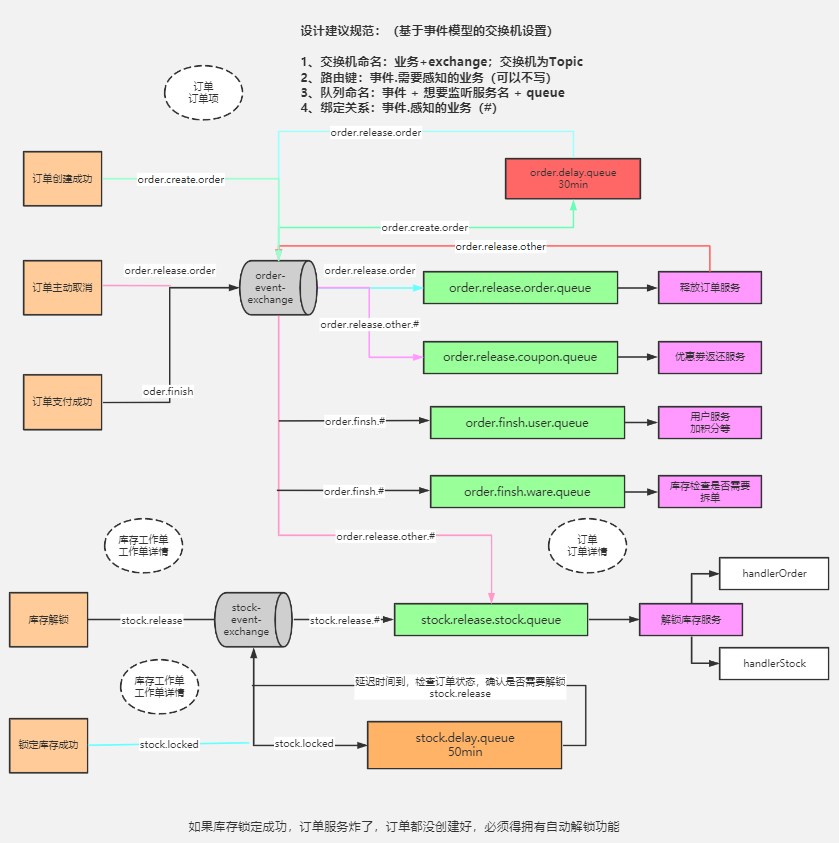 设计建议规范：（基于事件模型的交换机设置）
1、交换机命名：业务+exchange；交换机为Topic
2、路由键：事件.需要感知的业务（可以不写）
3、队列命名：事件 + 想要监听服务名 + queue
4、绑定关系：事件.感知的业务（#）
订单
订单项
order.release.order
订单创建成功
order.create.order
order.delay.queue
30min
order.create.order
order.release.other
订单主动取消
order.release.order
order-
event-
exchange
order.release.order
order.release.order.queue
释放订单服务
order.release.other.#
order.release.coupon.queue
优惠券返还服务
订单支付成功
oder.finish
order.finsh.#
order.finsh.user.queue
用户服务
加积分等
order.finsh.#
order.finsh.ware.queue
库存检查是否需要
拆单
order.release.other.#
库存工作单
工作单详情
订单
订单详情
handlerOrder
库存解锁
stock.release
stock-
event-
exchange
stock.release.#
stock.release.stock.queue
解锁库存服务
handlerStock
库存工作单
工作单详情
延迟时间到，检查订单状态，确认是否需要解锁
stock.release
锁定库存成功
stock.locked
stock.locked
stock.delay.queue
50min
如果库存锁定成功，订单服务炸了，订单都没创建好，必须得拥有自动解锁功能